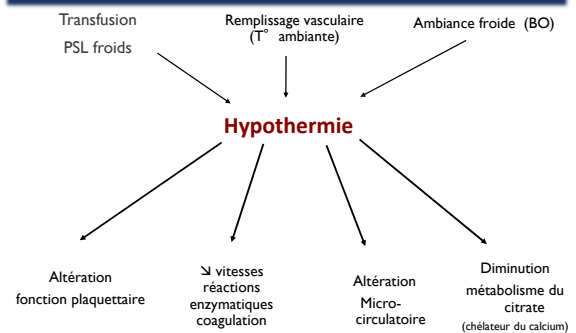 Transfusion
PSL froids
Remplissage vasculaire
(T° ambiante)
Ambiance froide (BO)
Hypothermie
Altération
fonction plaquettaire
↘ vitesses
réactions
enzymatiques
coagulation
Altération
Micro-
circulatoire
Diminution
métabolisme du
citrate
(chélateur du calcium)